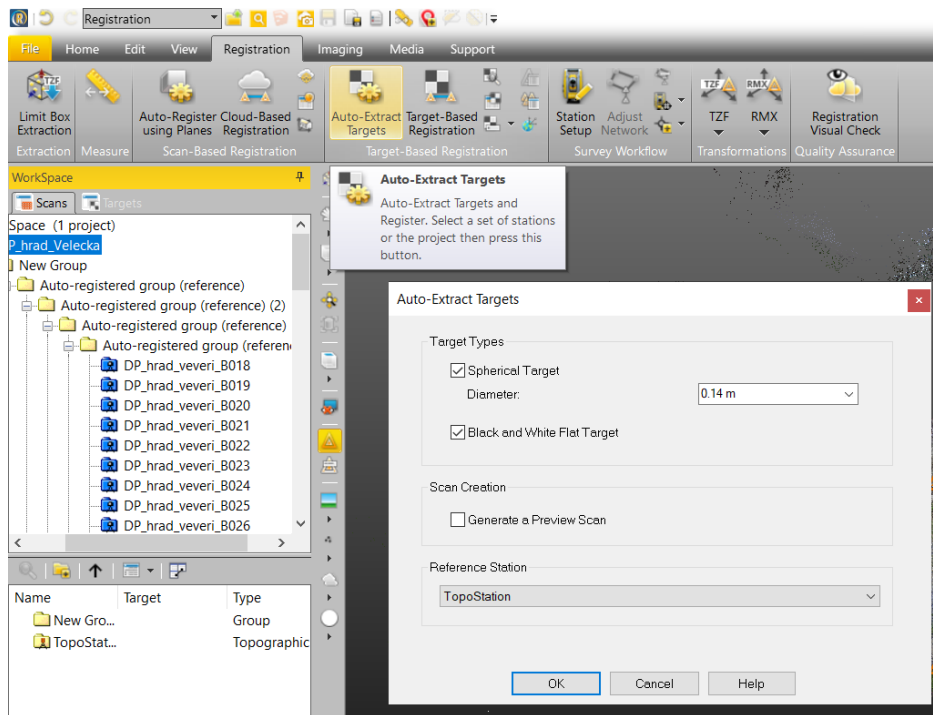 Registration
File Home Edit View Registration Imaging Media Support
Limit Box Extraction
Auto-Register using Planes
Cloud-Based Registration
Auto-Extract Targets
Target-Based Registration
Station Setup
Adjust Network
TZF
RMX
Registration Visual Check
Extraction Measure Scan-Based Registration Target-Based Registration Survey Workflow Transformations Quality Assurance
WorkSpace
Scans Targets
Space (1 project)
P_hrad_Velecka
New Group
Auto-registered group (reference)
Auto-registered group (reference) (2)
Auto-registered group (reference)
Auto-registered group (referen
DP_hrad_veveri_B018
DP_hrad_veveri_B019
DP_hrad_veveri_B020
DP_hrad_veveri_B021
DP_hrad_veveri_B022
DP_hrad_veveri_B023
DP_hrad_veveri_B024
DP_hrad_veveri_B025
DP_hrad_veveri_B026
Name Target Type
New Gro... Group
TopoStat... Topographic
Auto-Extract Targets
Auto-Extract Targets and
Register. Select a set of stations
or the project then press this
button.
Auto-Extract Targets
Target Types
Spherical Target
Diameter: 0.14 m
Black and White Flat Target
Scan Creation
Generate a Preview Scan
Reference Station
TopoStation
OK Cancel Help